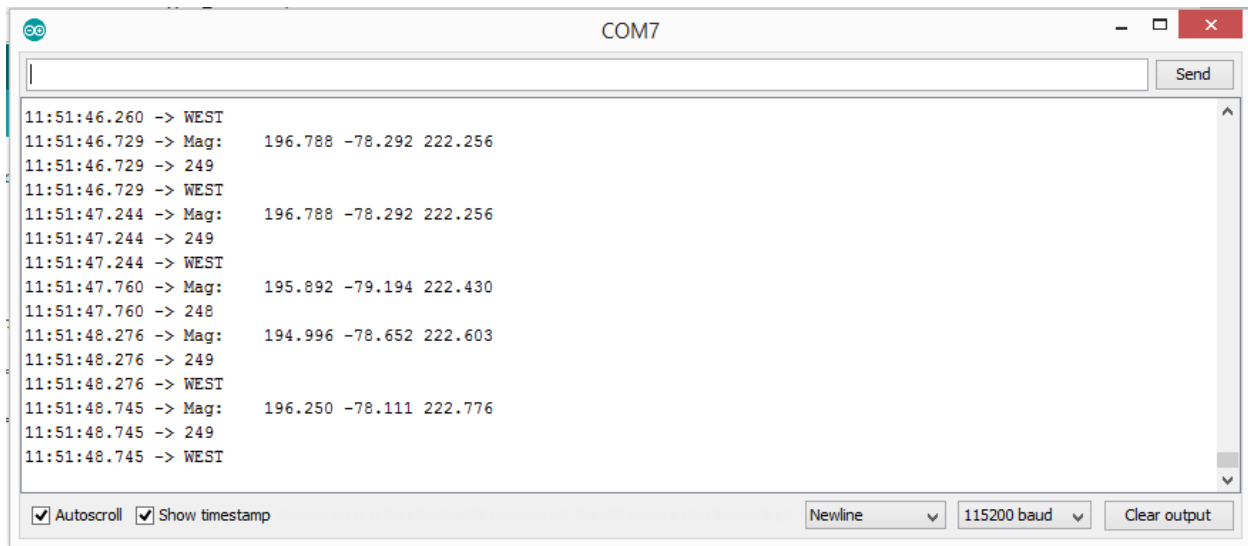 COM7
Send
11:51:46.260 -> WEST
11:51:46.729 -> Mag:    196.788 -78.292 222.256
11:51:46.729 -> 249
11:51:46.729 -> WEST
11:51:47.244 -> Mag:    196.788 -78.292 222.256
11:51:47.244 -> 249
11:51:47.244 -> WEST
11:51:47.760 -> Mag:    195.892 -79.194 222.430
11:51:47.760 -> 248
11:51:48.276 -> Mag:    194.996 -78.652 222.603
11:51:48.276 -> 249
11:51:48.276 -> WEST
11:51:48.745 -> Mag:    196.250 -78.111 222.776
11:51:48.745 -> 249
11:51:48.745 -> WEST
Autoscroll Show timestamp Newline 115200 baud Clear output